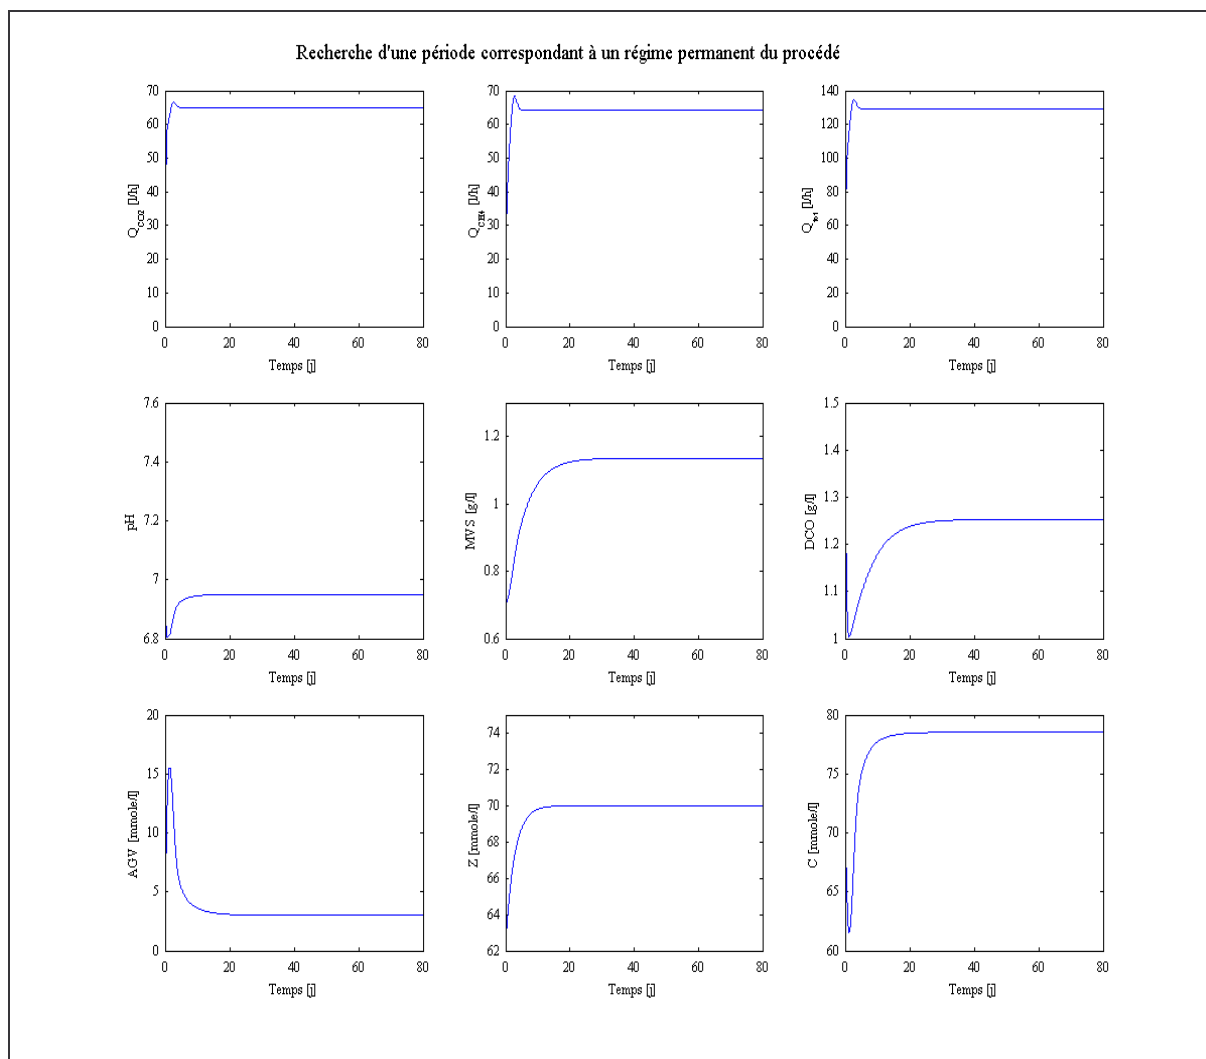 Recherche d'une période correspondant à un régime permanent du procédé
70 60 50 40 30 20 10 0
Q_CO2 [l/h]
0 20 40 60 80
Temps [j]
70 60 50 40 30 20 10 0
Q_CH4 [l/h]
0 20 40 60 80
Temps [j]
140 120 100 80 60 40 20 0
Q_tot [l/h]
0 20 40 60 80
Temps [j]
7.6 7.4 7.2 7 6.8
pH
0 20 40 60 80
Temps [j]
1.2 1 0.8 0.6
MVS [g/l]
0 20 40 60 80
Temps [j]
1.5 1.4 1.3 1.2 1.1 1
DCO [g/l]
0 20 40 60 80
Temps [j]
20 15 10 5 0
AGV [mmole/l]
0 20 40 60 80
Temps [j]
74 72 70 68 66 64 62
Z [mmole/l]
0 20 40 60 80
Temps [j]
80 75 70 65 60
C [mmole/l]
0 20 40 60 80
Temps [j]